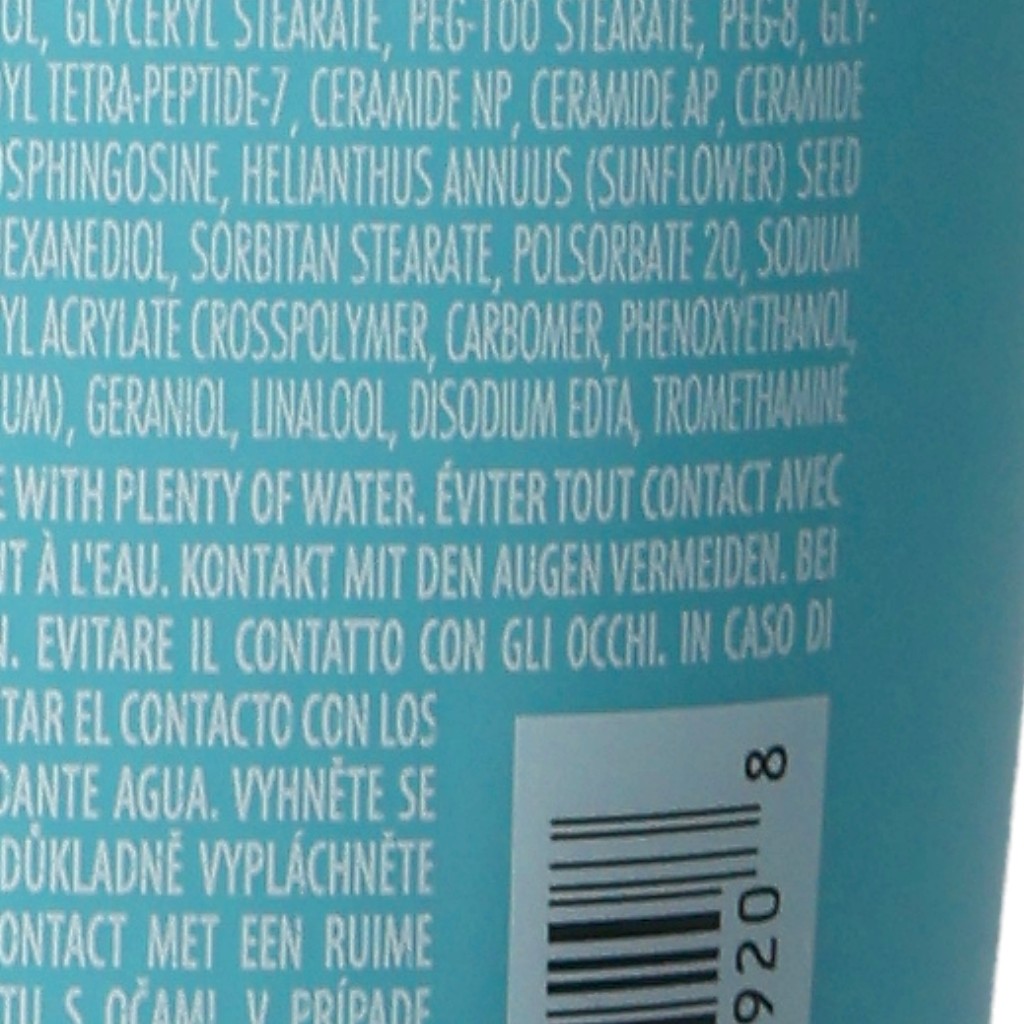 OL, GLYCERYL STEARATE, PEG-100 STEARATE, PEG-8, GLY-
YL TETRA-PEPTIDE-7, CERAMIDE NP, CERAMIDE AP, CERAMIDE
OSPHINGOSINE, HELIANTHUS ANNUUS (SUNFLOWER) SEED
EXANEDIOL, SORBITAN STEARATE, POLSORBATE 20, SODIUM
YL ACRYLATE CROSSPOLYMER, CARBOMER, PHENOXYETHANOL,
UM), GERANIOL, LINALOOL, DISODIUM EDTA, TROMETHAMINE
E WITH PLENTY OF WATER. ÉVITER TOUT CONTACT AVEC
NT À L'EAU. KONTAKT MIT DEN AUGEN VERMEIDEN. BEI
N. EVITARE IL CONTATTO CON GLI OCCHI. IN CASO DI
TAR EL CONTACTO CON LOS
DANTE AGUA. VYHNĚTE SE
DŮKLADNĚ VYPLÁCHNĚTE
ONTACT MET EEN RUIME
TU S OČAMI. V PRÍPADE
8
920